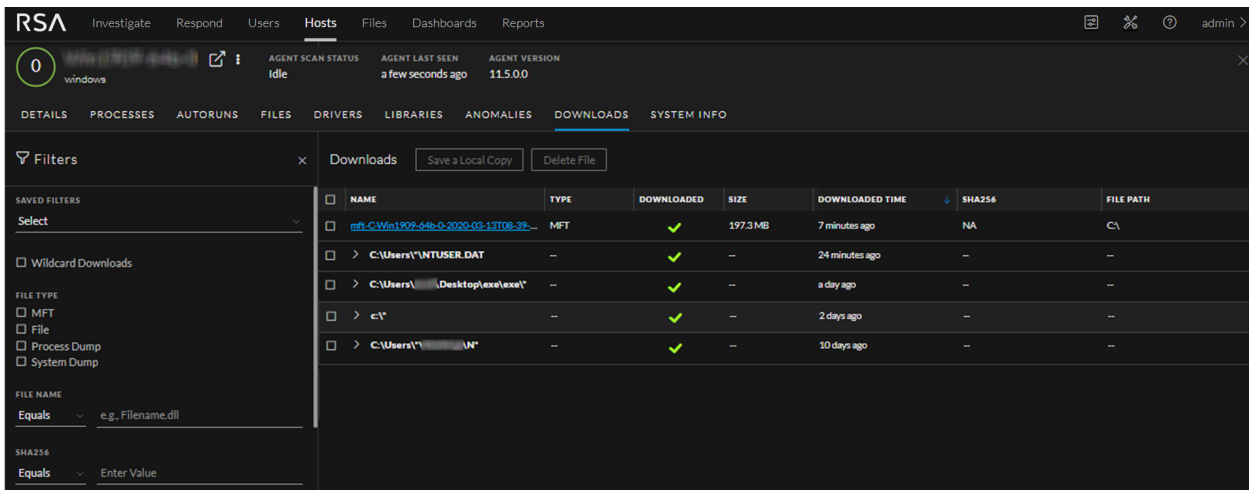 RSA Investigate Respond Users Hosts Files Dashboards Reports admin >
0
windows
AGENT SCAN STATUS AGENT LAST SEEN AGENT VERSION
Idle a few seconds ago 11.5.0.0
DETAILS PROCESSES AUTORUNS FILES DRIVERS LIBRARIES ANOMALIES DOWNLOADS SYSTEM INFO
Filters
Downloads Save a Local Copy Delete File
SAVED FILTERS
Select
Wildcard Downloads
FILE TYPE
MFT
File
Process Dump
System Dump
FILE NAME
Equals e.g., Filename.dll
SHA256
Equals Enter Value
NAME TYPE DOWNLOADED SIZE DOWNLOADED TIME SHA256 FILE PATH
mft-C-Win1909-64b-0-2020-03-13T08-39-... MFT 197.3 MB 7 minutes ago NA C:\
> C:\Users\*\NTUSER.DAT -- -- 24 minutes ago -- --
> C:\Users\ \Desktop\exe\exe\* -- -- a day ago -- --
> c:\* -- -- 2 days ago -- --
> C:\Users\*\ \N* -- -- 10 days ago -- --